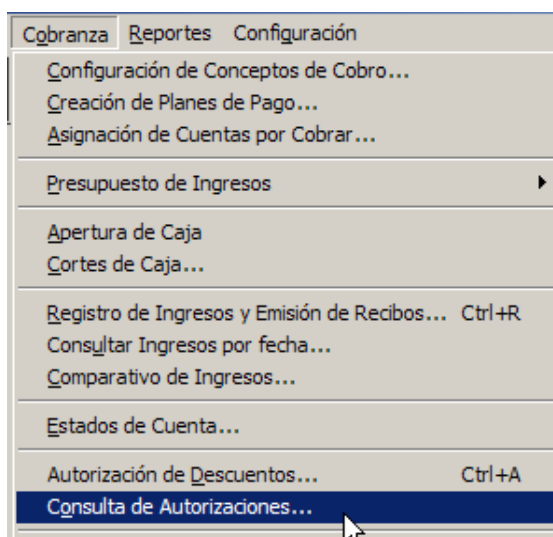 Cobranza Reportes Configuración
Configuración de Conceptos de Cobro...
Creación de Planes de Pago...
Asignación de Cuentas por Cobrar...
Presupuesto de Ingresos
Apertura de Caja
Cortes de Caja...
Registro de Ingresos y Emisión de Recibos... Ctrl+R
Consultar Ingresos por fecha...
Comparativo de Ingresos...
Estados de Cuenta...
Autorización de Descuentos... Ctrl+A
Consulta de Autorizaciones...